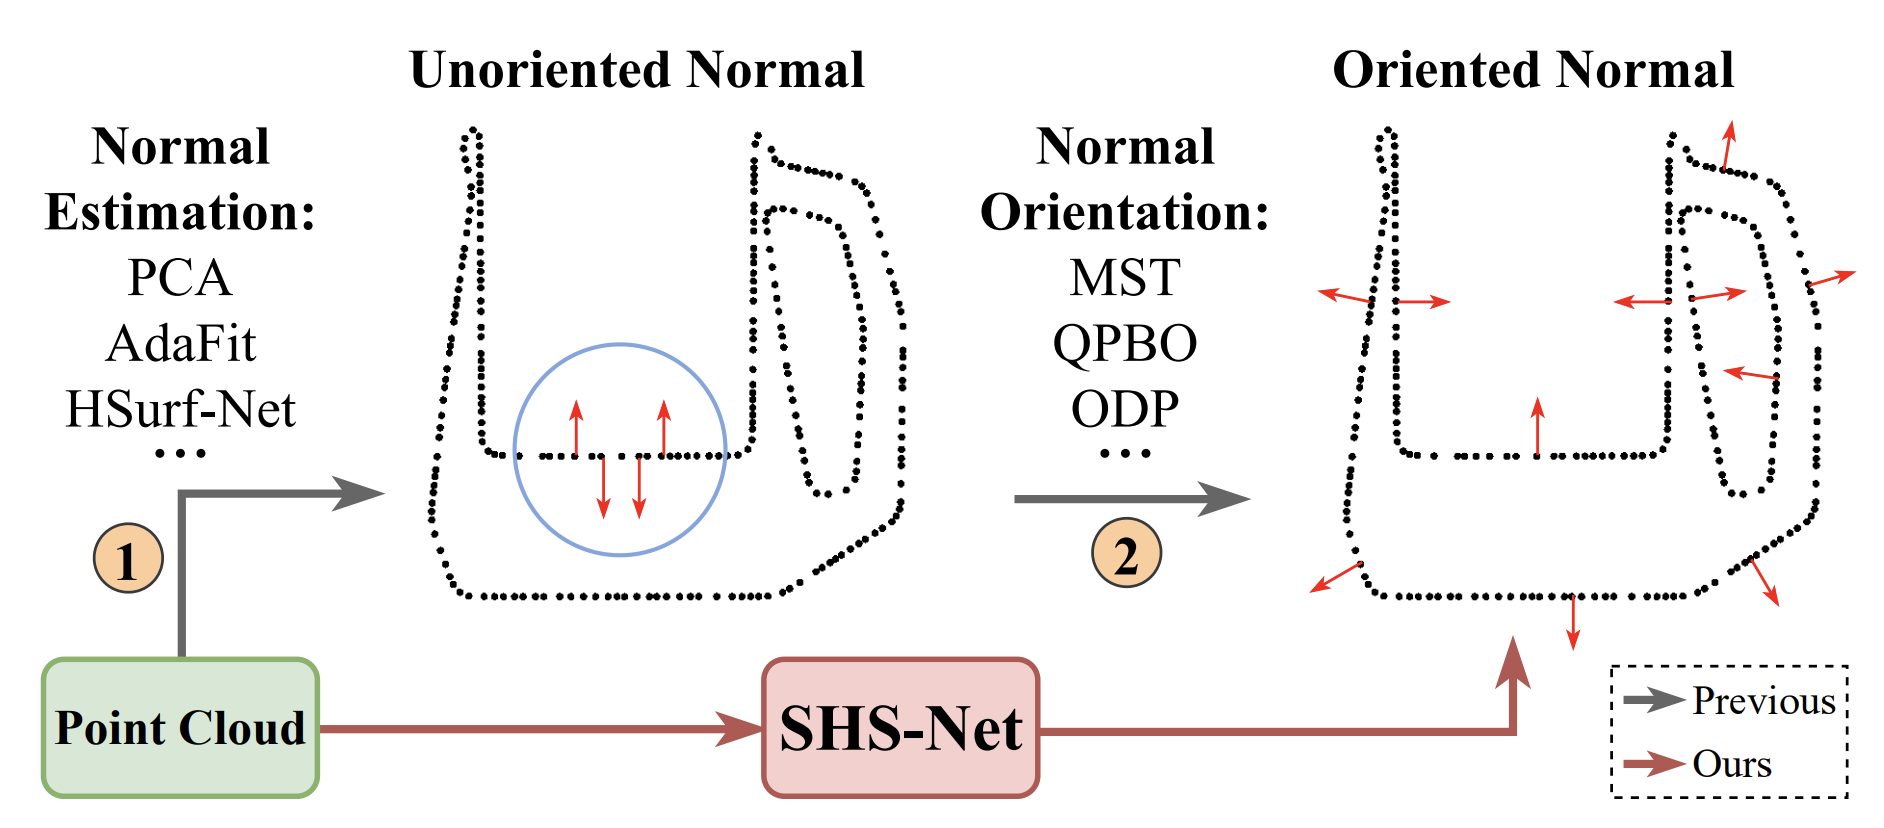 Unoriented Normal
Oriented Normal
Normal
Estimation:
PCA
AdaFit
HSurf-Net
...
1
Normal
Orientation:
MST
QPBO
ODP
...
2
Point Cloud
SHS-Net
Previous
Ours